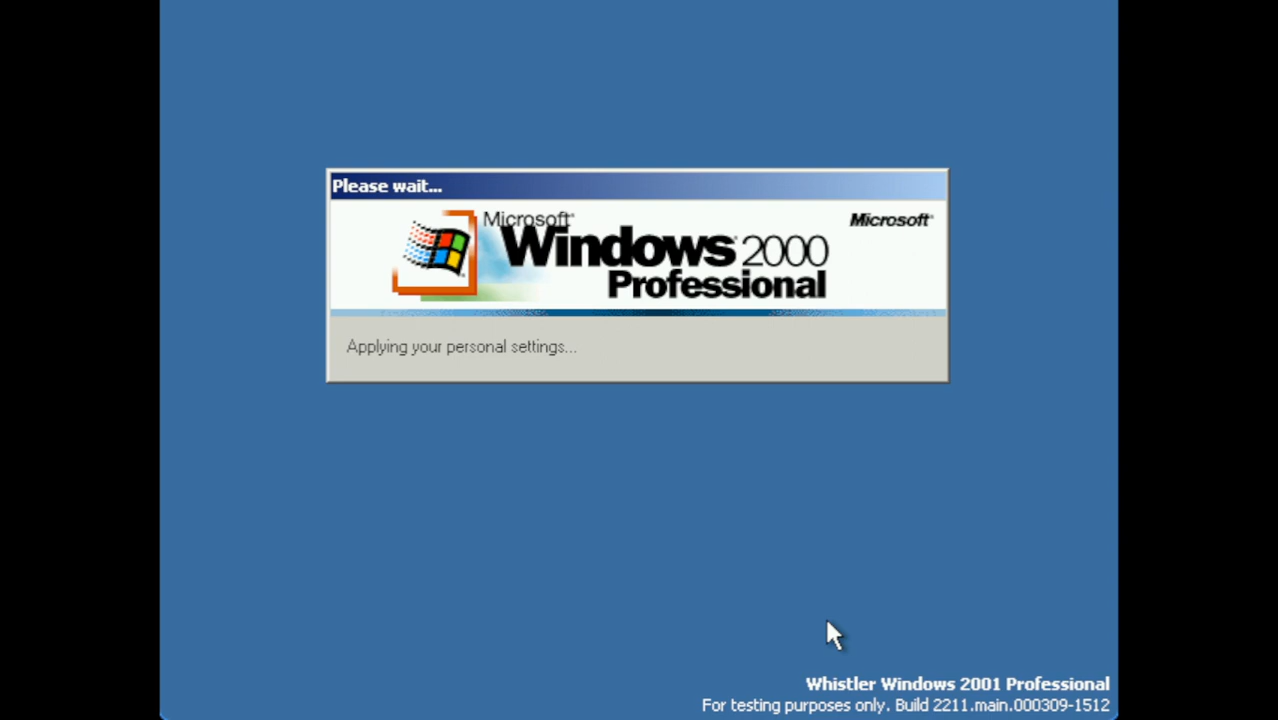 Please wait...
Microsoft®
Microsoft®
Windows® 2000
Professional
Applying your personal settings...
Whistler Windows 2001 Professional
For testing purposes only. Build 2211.main.000309-1512